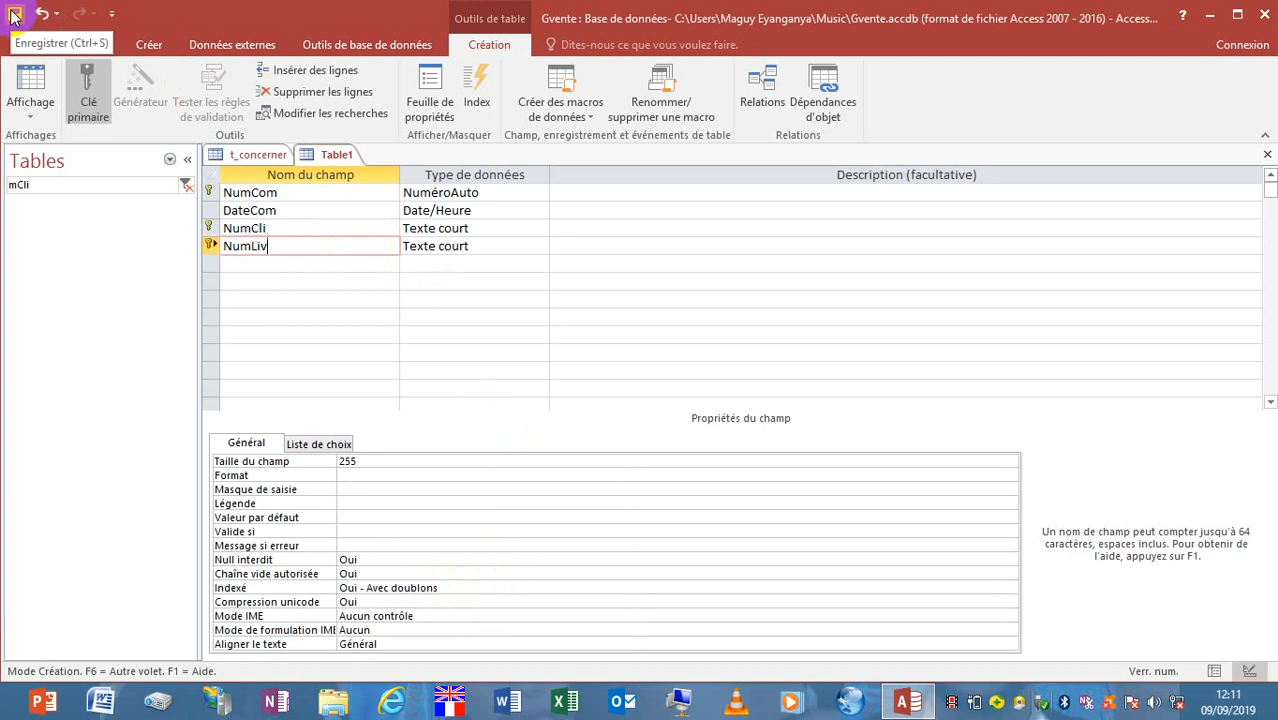 Outils de table
Gvente : Base de données- C:\Users\Maguy Eyanganya\Music\Gvente.accdb (format de fichier Access 2007 - 2016) - Access...
?
Enregistrer (Ctrl+S)
Créer
Données externes
Outils de base de données
Création
Dites-nous ce que vous voulez faire.
Connexion
Affichage
Clé primaire
Générateur
Tester les règles de validation
Insérer des lignes
Supprimer les lignes
Modifier les recherches
Feuille de propriétés
Index
Créer des macros de données
Renommer/ supprimer une macro
Relations
Dépendances d'objet
Affichages
Outils
Afficher/Masquer
Champ, enregistrement et événements de table
Relations
Tables
mCli
t_concerner
Table1
Nom du champ
Type de données
Description (facultative)
NumCom
NuméroAuto
DateCom
Date/Heure
NumCli
Texte court
NumLiv
Texte court
Propriétés du champ
Général
Liste de choix
Taille du champ
255
Format
Masque de saisie
Légende
Valeur par défaut
Valide si
Message si erreur
Null interdit
Oui
Chaîne vide autorisée
Oui
Indexé
Oui - Avec doublons
Compression unicode
Oui
Mode IME
Aucun contrôle
Mode de formulation IME
Aucun
Aligner le texte
Général
Un nom de champ peut compter jusqu'à 64
caractères, espaces inclus. Pour obtenir de
l'aide, appuyez sur F1.
Mode Création. F6 = Autre volet. F1 = Aide.
Verr. num.
12:11
09/09/2019